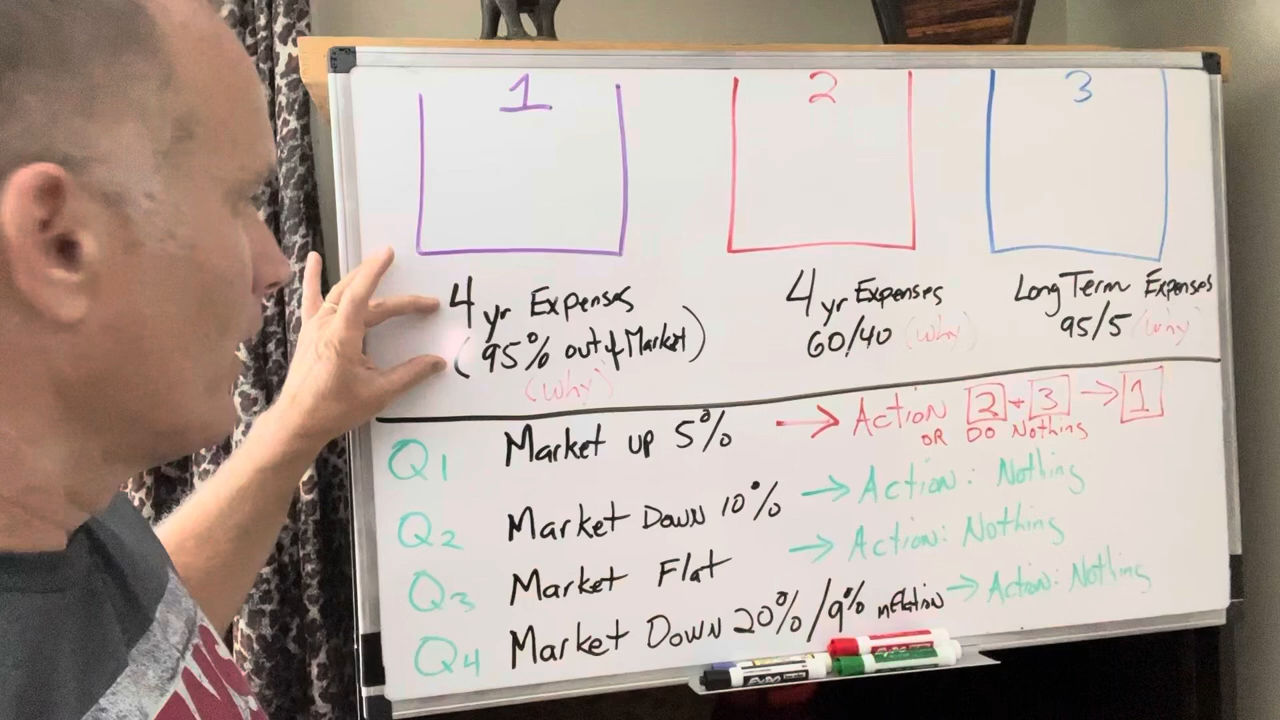 1
2
3
4 yr Expenses
(95% out of Market)
(why)
4 yr Expenses
60/40 (why)
Long Term Expenses
95/5 (why)
Q1 Market up 5% → Action 2 + 3 → 1
OR DO Nothing
Q2 Market Down 10% → Action: Nothing
Q3 Market Flat → Action: Nothing
Q4 Market Down 20%/9% inflation → Action: Nothing
EXPO